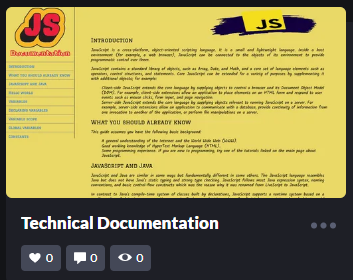 JS
Documentation
INTRODUCTION
WHAT YOU SHOULD ALREADY KNOW
JAVASCRIPT AND JAVA
HELLO WORLD
VARIABLES
DECLARING VARIABLES
VARIABLE SCOPE
GLOBAL VARIABLES
CONSTANTS
JS
INTRODUCTION
JavaScript is a cross-platform, object-oriented scripting language. It is a small and lightweight language. Inside a host
environment (for example, a web browser), JavaScript can be connected to the objects of its environment to provide
programmatic control over them.
JavaScript contains a standard library of objects, such as Array, Date, and Math, and a core set of language elements such as
operators, control structures, and statements. Core JavaScript can be extended for a variety of purposes by supplementing it
with additional objects; for example:
Client-side JavaScript extends the core language by supplying objects to control a browser and its Document Object
Model (DOM). For example, client-side extensions allow an application to place elements on an HTML form and respond to user
events such as mouse clicks, form input, and page navigation.
Server-side JavaScript extends the core language by supplying objects relevant to running JavaScript on a server. For
example, server-side extensions allow an application to communicate with a database, provide continuity of information from
one invocation to another of the application, or perform file manipulations on a server.
WHAT YOU SHOULD ALREADY KNOW
This guide assumes you have the following basic background:
A general understanding of the Internet and the World Wide Web (WWW).
Good working knowledge of HyperText Markup Language (HTML).
Some programming experience. If you are new to programming, try one of the tutorials linked on the main page about
JavaScript.
JAVASCRIPT AND JAVA
JavaScript and Java are similar in some ways but fundamentally different in some others. The JavaScript language resembles
Java but does not have Java's static typing and strong type checking. JavaScript follows most Java expression syntax, naming
conventions and basic control-flow constructs which was the reason why it was renamed from LiveScript to JavaScript.
In contrast to Java's compile-time system of classes built by declarations, JavaScript supports a runtime system based on a
Technical Documentation
0
0
0